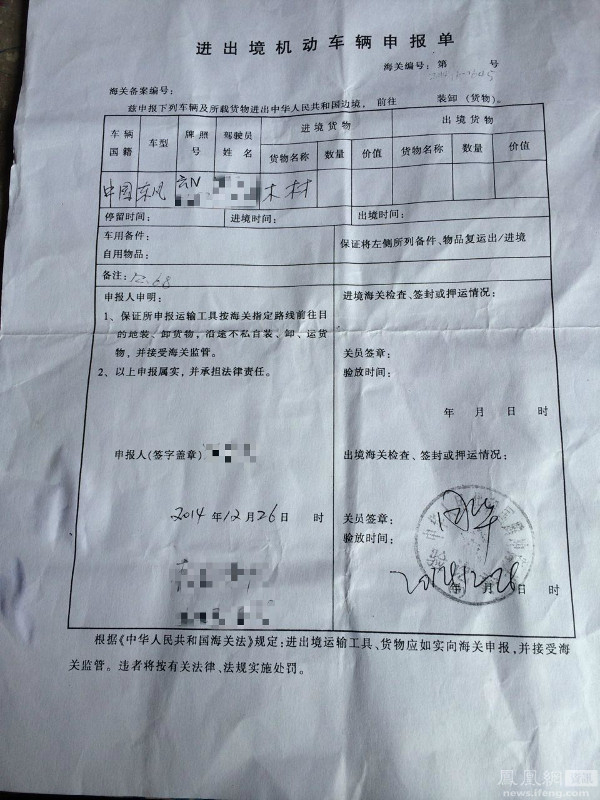 进出境机动车辆申报单
海关编号：第 号
海关备案编号：
兹申报下列车辆及所载货物进出中华人民共和国边境，前往 装卸（货物）。
车辆国籍 车型 牌照号 驾驶员姓名 进境货物 出境货物
货物名称 数量 价值 货物名称 数量 价值
中国 东风 云N 木材
停留时间： 进境时间： 出境时间：
车用备件：
自用物品：
保证将左侧所列备件、物品复运出/进境
备注：12.68
申报人申明：
1、保证所申报运输工具按海关指定路线前往目
的地装、卸货物，沿途不私自装，卸、运货
物，并接受海关监管。
2、以上申报属实，并承担法律责任。
申报人（签字盖章）
2014年12月26日 时
进境海关检查、签封或押运情况：
关员签章：
验放时间：
年 月 日 时
出境海关检查、签封或押运情况：
关员签章：
验放时间：
2014年12月28日 时
根据《中华人民共和国海关法》规定：进出境运输工具、货物应如实向海关申报，并接受海
关监管。违者将按有关法律、法规实施处罚。
鳳凰網
news.ifeng.com